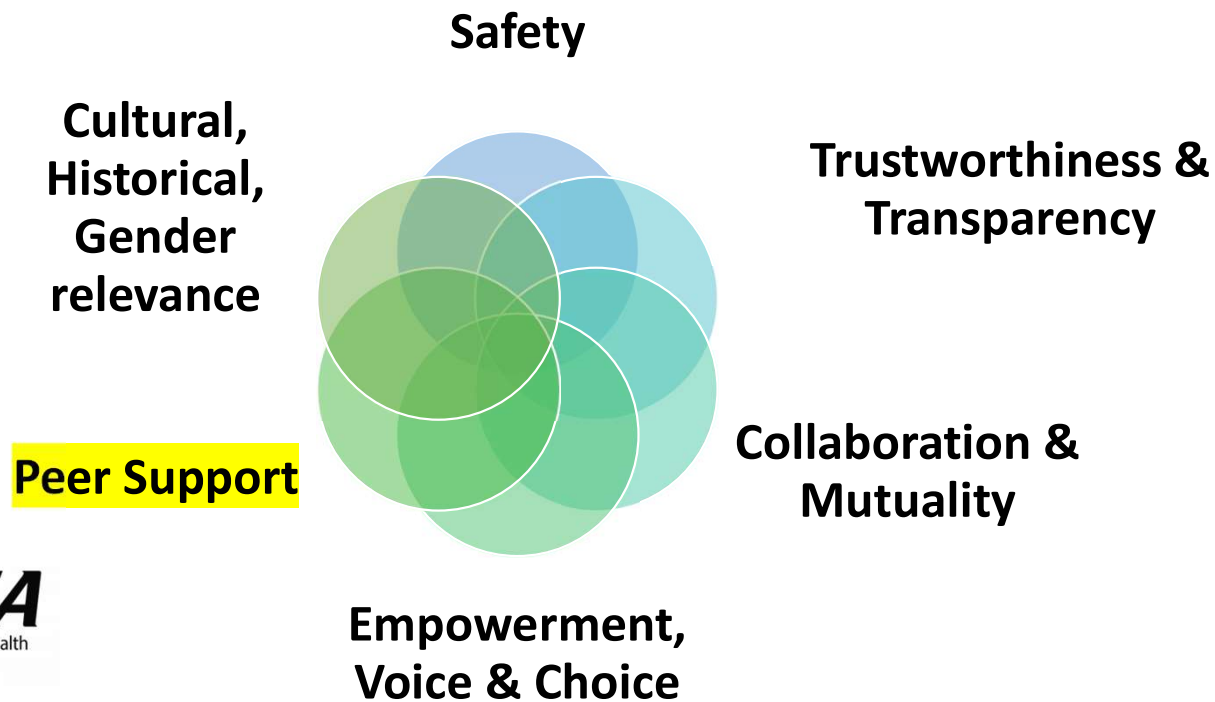 Safety
Cultural,
Historical,
Gender
relevance
Trustworthiness &
Transparency
Peer Support
Collaboration &
Mutuality
Empowerment,
Voice & Choice